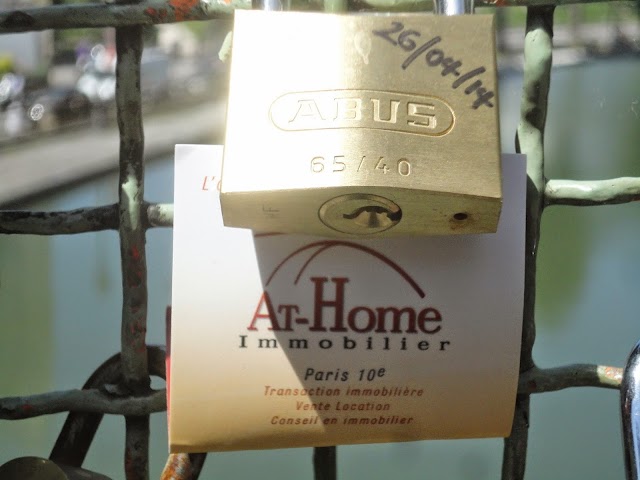 26/04/14
ABUS
65/40
L'
AT-HOME
Immobilier
Paris 10e
Transaction immobilière
Vente Location
Conseil en immobilier